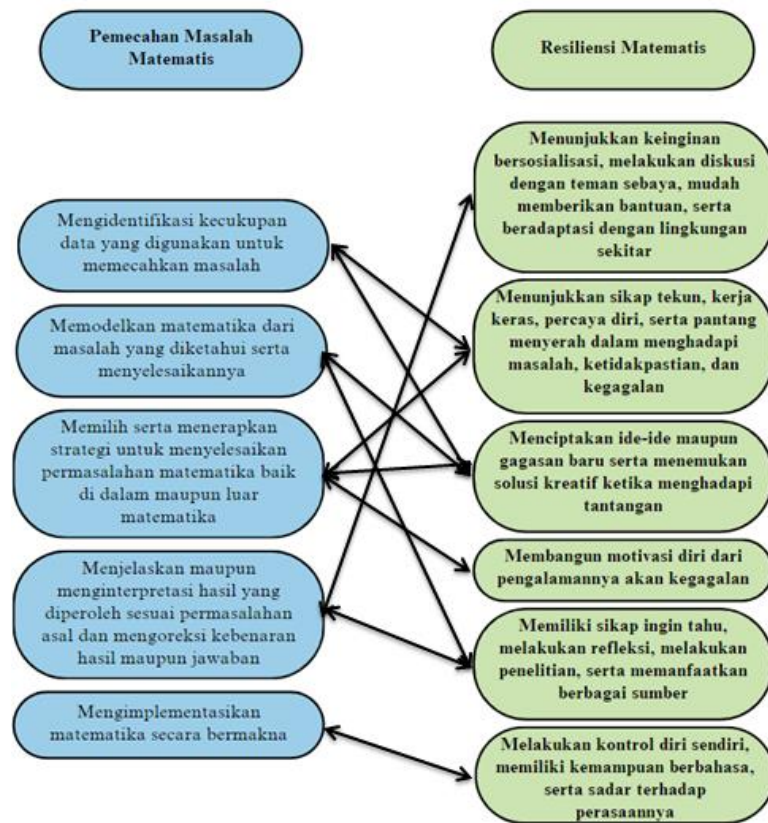 Pemecahan Masalah
Matematis
Resiliensi Matematis
Mengidentifikasi kecukupan
data yang digunakan untuk
memecahkan masalah
Memodelkan matematika dari
masalah yang diketahui serta
menyelesaikannya
Memilih serta menerapkan
strategi untuk menyelesaikan
permasalahan matematika baik
di dalam maupun luar
matematika
Menjelaskan maupun
menginterpretasi hasil yang
diperoleh sesuai permasalahan
asal dan mengoreksi kebenaran
hasil maupun jawaban
Mengimplementasikan
matematika secara bermakna
Menunjukkan keinginan
bersosialisasi, melakukan diskusi
dengan teman sebaya, mudah
memberikan bantuan, serta
beradaptasi dengan lingkungan
sekitar
Menunjukkan sikap tekun, kerja
keras, percaya diri, serta pantang
menyerah dalam menghadapi
masalah, ketidakpastian, dan
kegagalan
Menciptakan ide-ide maupun
gagasan baru serta menemukan
solusi kreatif ketika menghadapi
tantangan
Membangun motivasi diri dari
pengalamannya akan kegagalan
Memiliki sikap ingin tahu,
melakukan refleksi, melakukan
penelitian, serta memanfaatkan
berbagai sumber
Melakukan kontrol diri sendiri,
memiliki kemampuan berbahasa,
serta sadar terhadap
perasaannya